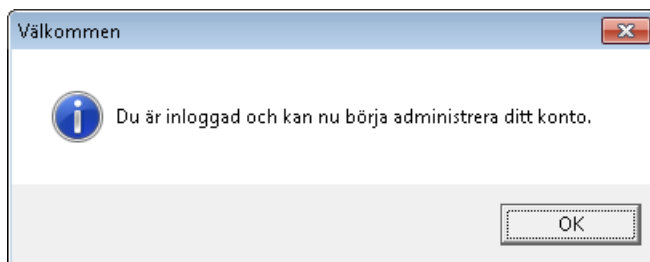 Välkommen
Du är inloggad och kan nu börja administrera ditt konto.
OK